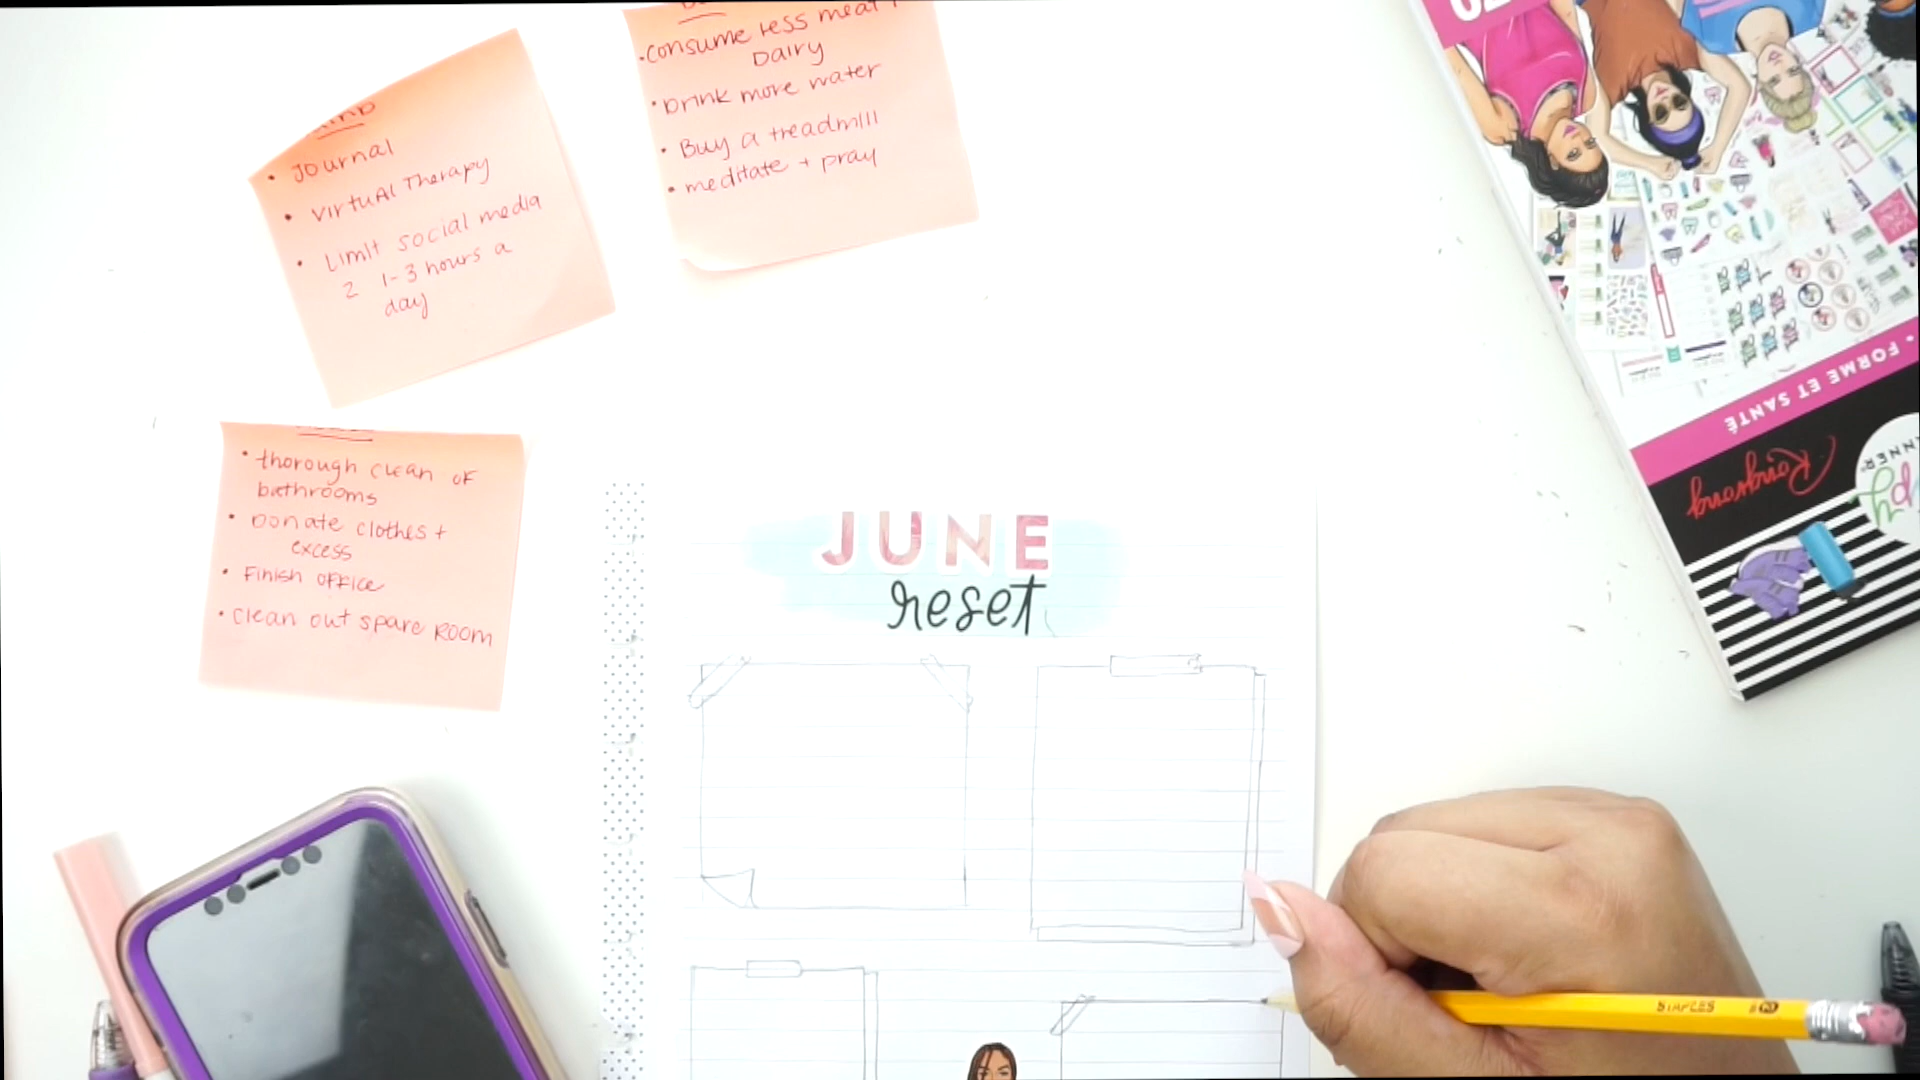 • Journal
• Virtual Therapy
• Limit social media
2 1-3 hours a
day
• consume less meat +
Dairy
• Drink more water
• Buy a treadmill
• meditate + pray
• thorough clean of
bathrooms
• Donate clothes +
excess
• Finish office
• clean out spare Room
JUNE
reset
• FORME ET SANTÉ
Rongrong
STAPLES